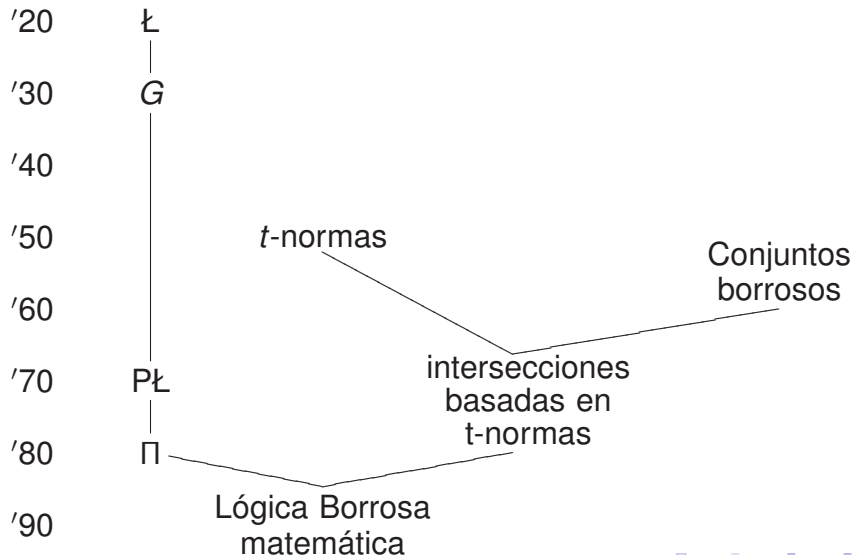 ′20 Ł
′30 G
′40
′50 t-normas
Conjuntos
borrosos
′60
′70 PŁ
intersecciones
basadas en
t-normas
′80 Π
Lógica Borrosa
matemática
′90